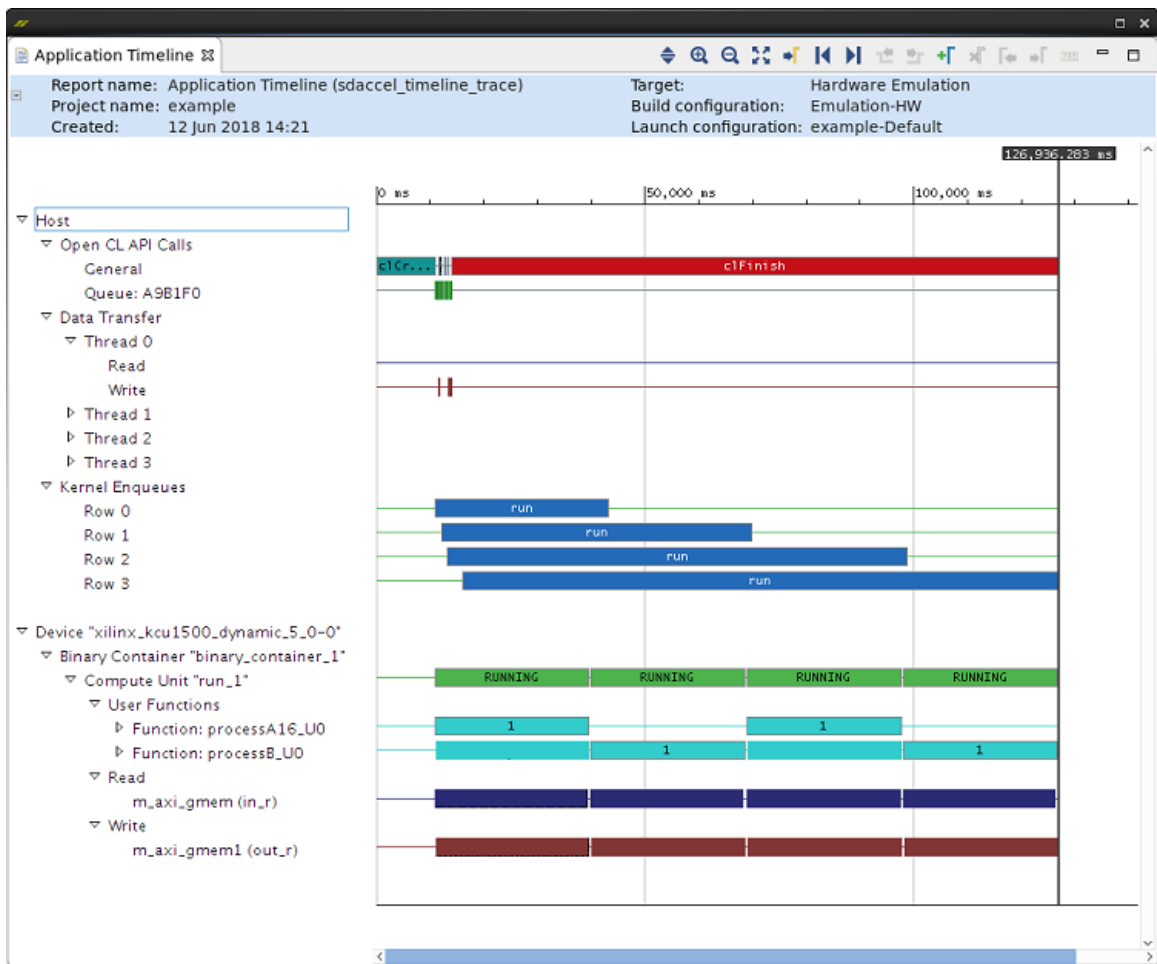 Application Timeline
Report name: Application Timeline (sdaccel_timeline_trace) Target: Hardware Emulation
Project name: example Build configuration: Emulation-HW
Created: 12 Jun 2018 14:21 Launch configuration: example-Default
126,936.283 ms
0 ms 50,000 ms 100,000 ms
Host
Open CL API Calls
General clCr... clFinish
Queue: A9B1F0
Data Transfer
Thread 0
Read
Write
Thread 1
Thread 2
Thread 3
Kernel Enqueues
Row 0 run
Row 1 run
Row 2 run
Row 3 run
Device "xilinx_kcu1500_dynamic_5_0-0"
Binary Container "binary_container_1"
Compute Unit "run_1" RUNNING RUNNING RUNNING RUNNING
User Functions
Function: processA16_U0 1 1
Function: processB_U0 1 1
Read
m_axi_gmem (in_r)
Write
m_axi_gmem1 (out_r)